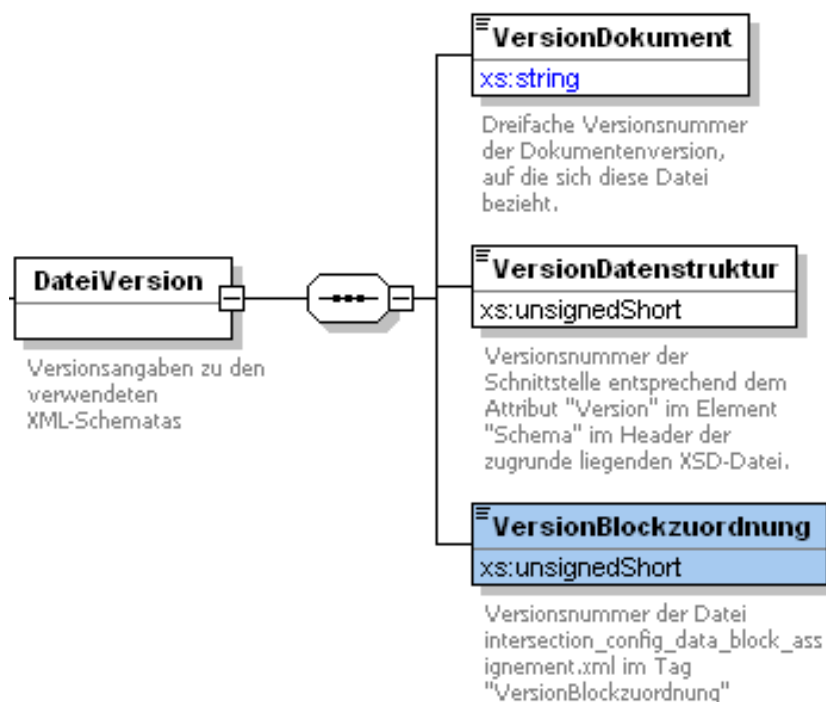 DateiVersion
Versionsangaben zu den
verwendeten
XML-Schematas
VersionDokument
xs:string
Dreifache Versionsnummer
der Dokumentenversion,
auf die sich diese Datei
bezieht.
VersionDatenstruktur
xs:unsignedShort
Versionsnummer der
Schnittstelle entsprechend dem
Attribut "Version" im Element
"Schema" im Header der
zugrunde liegenden XSD-Datei.
VersionBlockzuordnung
xs:unsignedShort
Versionsnummer der Datei
intersection_config_data_block_ass
ignement.xml im Tag
"VersionBlockzuordnung"